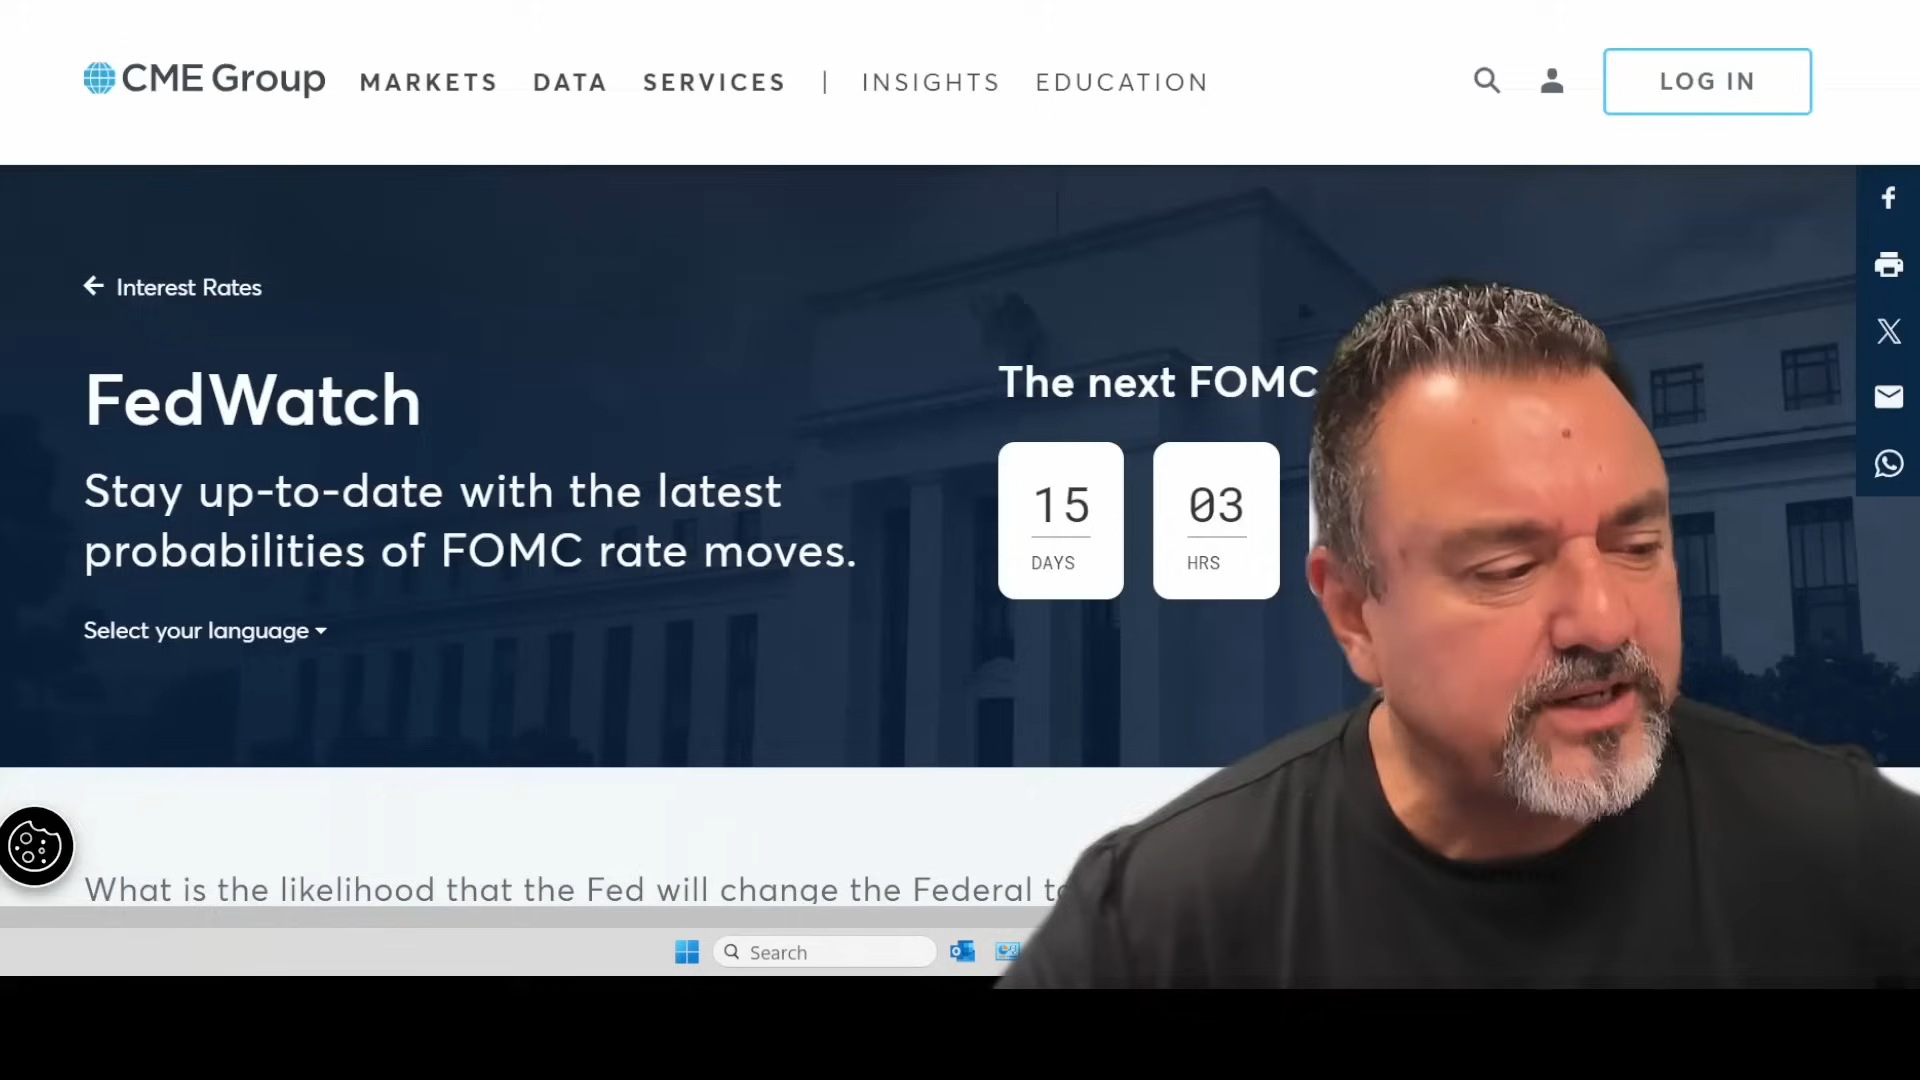 CME Group
MARKETS DATA SERVICES | INSIGHTS EDUCATION
LOG IN
Interest Rates
FedWatch
Stay up-to-date with the latest
probabilities of FOMC rate moves.
Select your language
The next FOMC
15
DAYS
03
HRS
What is the likelihood that the Fed will change the Federal
Search